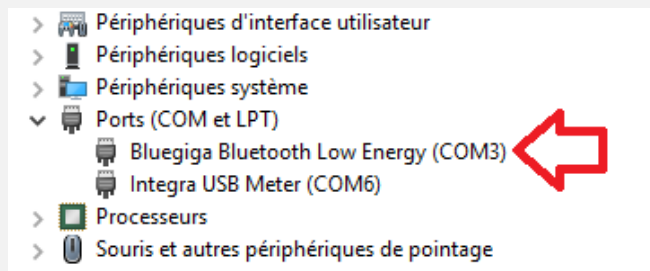 Périphériques d'interface utilisateur
Périphériques logiciels
Périphériques système
Ports (COM et LPT)
Bluegiga Bluetooth Low Energy (COM3)
Integra USB Meter (COM6)
Processeurs
Souris et autres périphériques de pointage